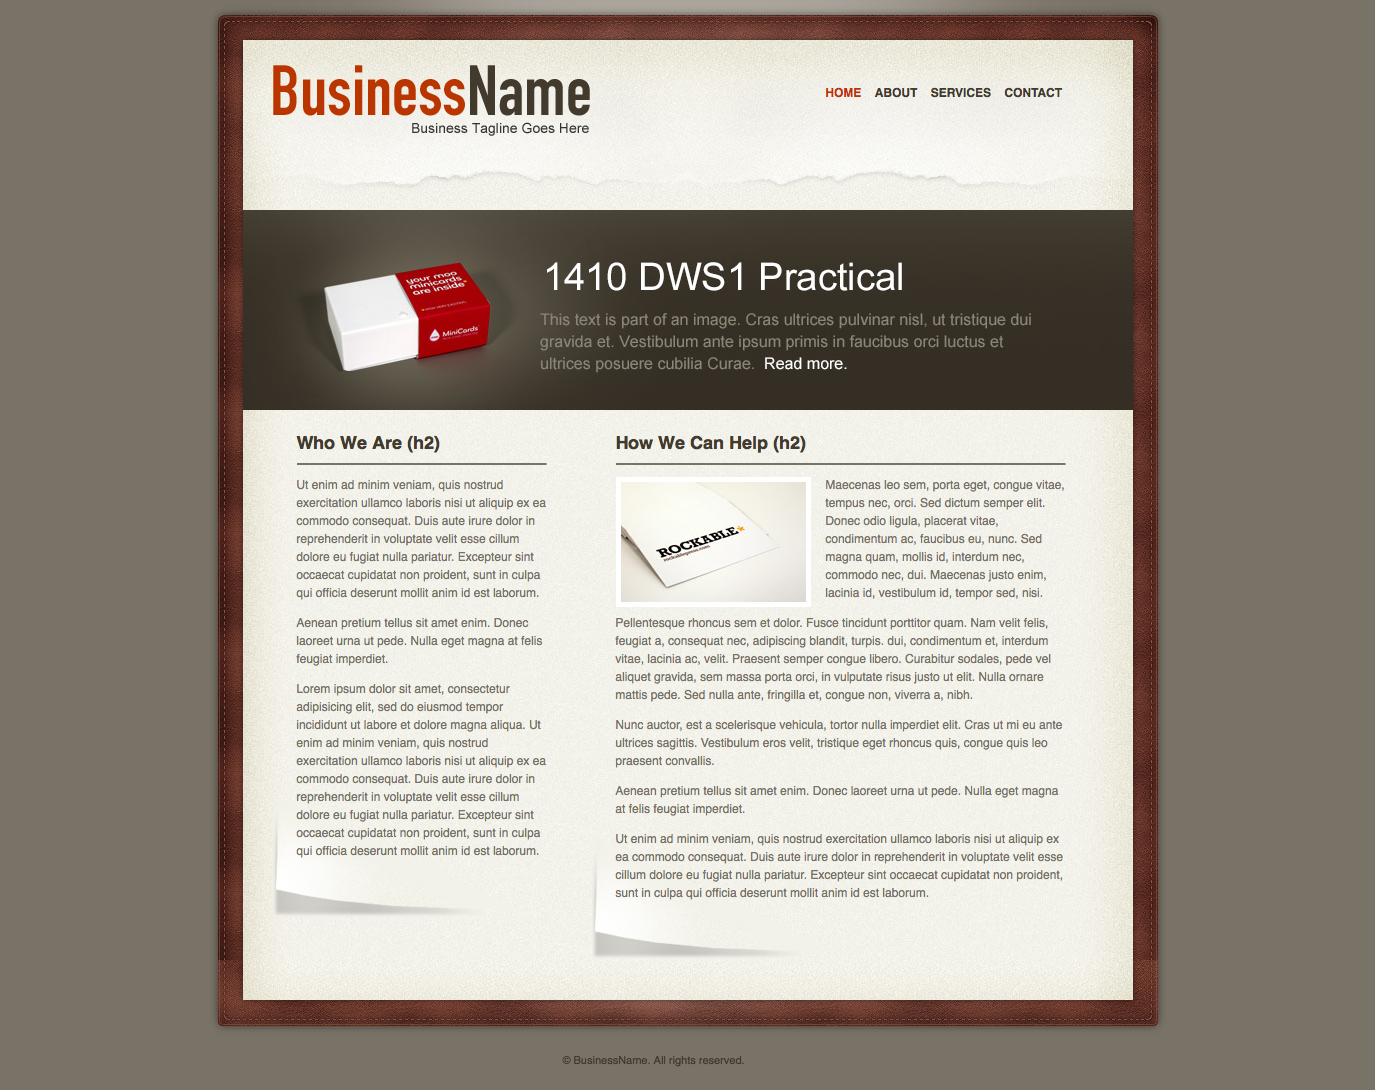 BusinessName
Business Tagline Goes Here
HOME ABOUT SERVICES CONTACT
your moo
minicards
are inside
MiniCards
1410 DWS1 Practical
This text is part of an image. Cras ultrices pulvinar nisl, ut tristique dui
gravida et. Vestibulum ante ipsum primis in faucibus orci luctus et
ultrices posuere cubilia Curae. Read more.
Who We Are (h2)
Ut enim ad minim veniam, quis nostrud
exercitation ullamco laboris nisi ut aliquip ex ea
commodo consequat. Duis aute irure dolor in
reprehenderit in voluptate velit esse cillum
dolore eu fugiat nulla pariatur. Excepteur sint
occaecat cupidatat non proident, sunt in culpa
qui officia deserunt mollit anim id est laborum.
Aenean pretium tellus sit amet enim. Donec
laoreet urna ut pede. Nulla eget magna at felis
feugiat imperdiet.
Lorem ipsum dolor sit amet, consectetur
adipisicing elit, sed do eiusmod tempor
incididunt ut labore et dolore magna aliqua. Ut
enim ad minim veniam, quis nostrud
exercitation ullamco laboris nisi ut aliquip ex ea
commodo consequat. Duis aute irure dolor in
reprehenderit in voluptate velit esse cillum
dolore eu fugiat nulla pariatur. Excepteur sint
occaecat cupidatat non proident, sunt in culpa
qui officia deserunt mollit anim id est laborum.
How We Can Help (h2)
ROCKABLE
rockablepress.com
Maecenas leo sem, porta eget, congue vitae,
tempus nec, orci. Sed dictum semper elit.
Donec odio ligula, placerat vitae,
condimentum ac, faucibus eu, nunc. Sed
magna quam, mollis id, interdum nec,
commodo nec, dui. Maecenas justo enim,
lacinia id, vestibulum id, tempor sed, nisi.
Pellentesque rhoncus sem et dolor. Fusce tincidunt porttitor quam. Nam velit felis,
feugiat a, consequat nec, adipiscing blandit, turpis. dui, condimentum et, interdum
vitae, lacinia ac, velit. Praesent semper congue libero. Curabitur sodales, pede vel
aliquet gravida, sem massa porta orci, in vulputate risus justo ut elit. Nulla ornare
mattis pede. Sed nulla ante, fringilla et, congue non, viverra a, nibh.
Nunc auctor, est a scelerisque vehicula, tortor nulla imperdiet elit. Cras ut mi eu ante
ultrices sagittis. Vestibulum eros velit, tristique eget rhoncus quis, congue quis leo
praesent convallis.
Aenean pretium tellus sit amet enim. Donec laoreet urna ut pede. Nulla eget magna
at felis feugiat imperdiet.
Ut enim ad minim veniam, quis nostrud exercitation ullamco laboris nisi ut aliquip ex
ea commodo consequat. Duis aute irure dolor in reprehenderit in voluptate velit esse
cillum dolore eu fugiat nulla pariatur. Excepteur sint occaecat cupidatat non proident,
sunt in culpa qui officia deserunt mollit anim id est laborum.
© BusinessName. All rights reserved.